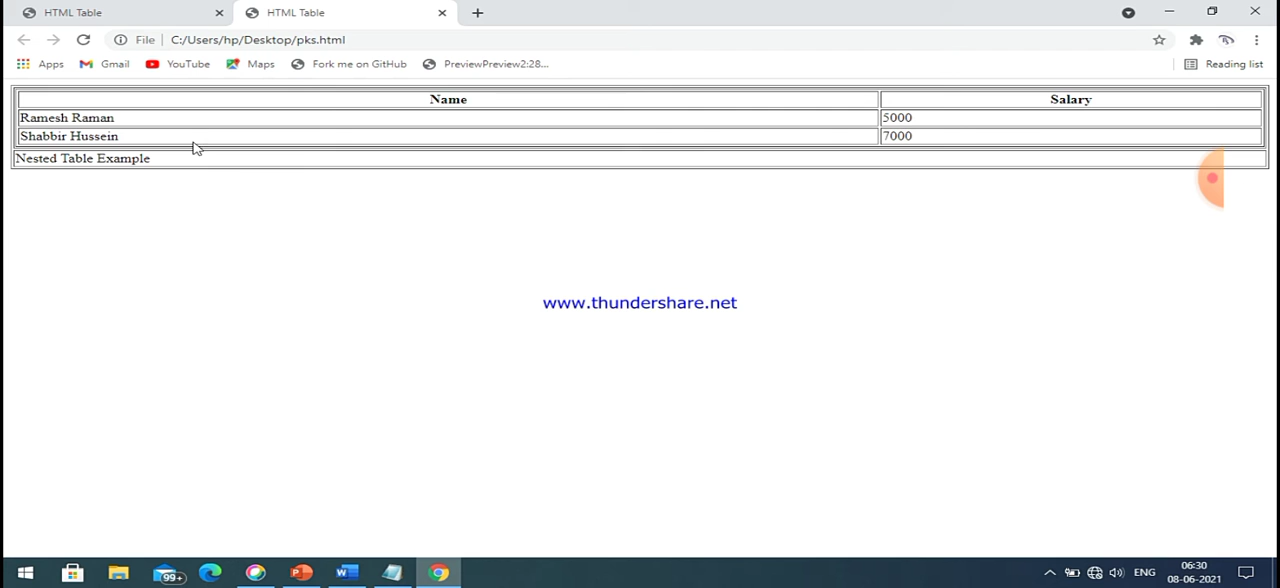 HTML Table
HTML Table
File C:/Users/hp/Desktop/pks.html
Apps Gmail YouTube Maps Fork me on GitHub PreviewPreview2:28... Reading list
Name Salary
Ramesh Raman 5000
Shabbir Hussein 7000
Nested Table Example
www.thundershare.net
99+
ENG
06:30
08-06-2021